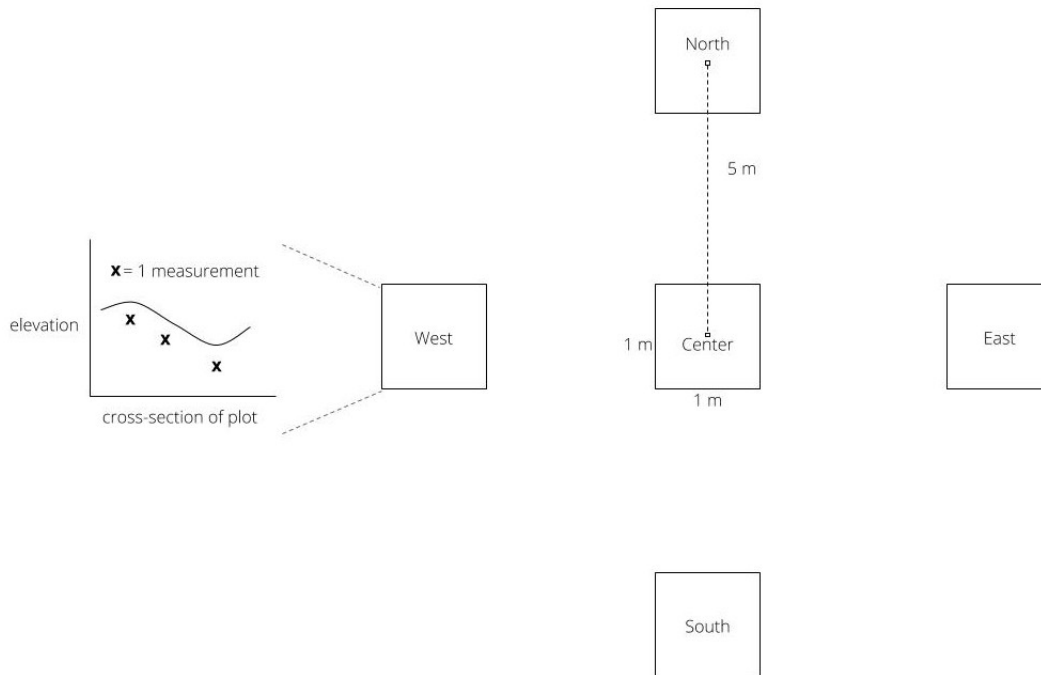 North
5 m
x = 1 measurement
elevation
West
1 m
Center
East
1 m
cross-section of plot
South